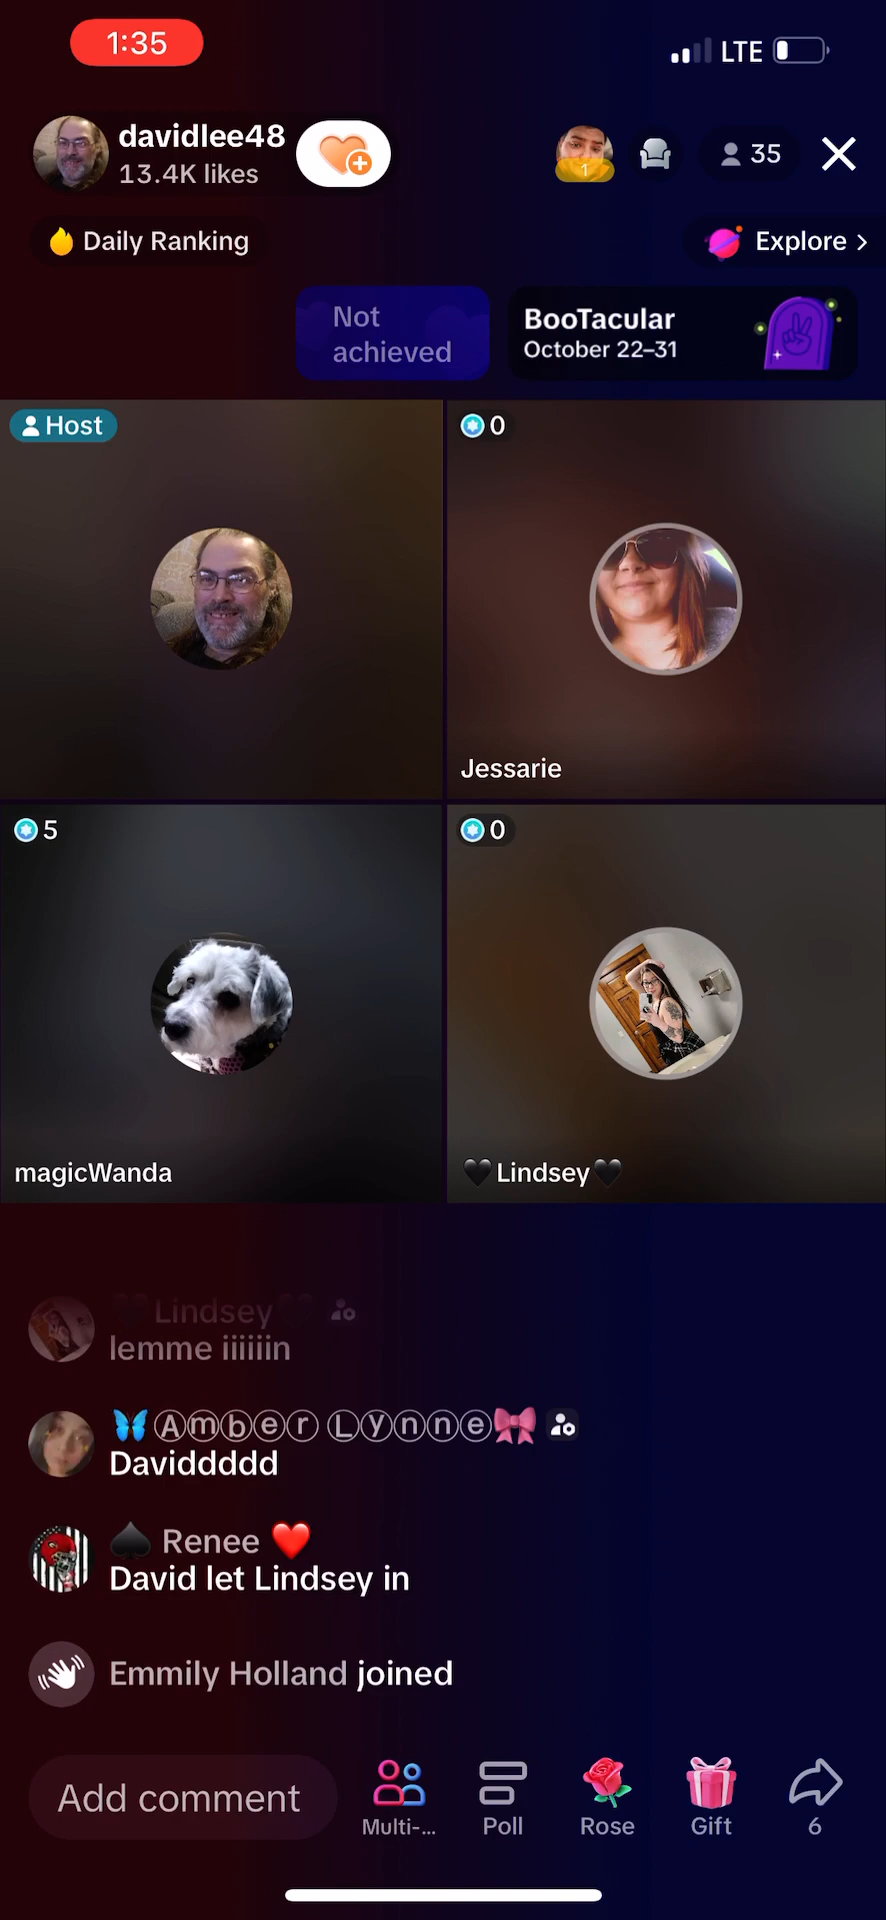 1:35
LTE
davidlee48
13.4K likes
1
35
Daily Ranking
Explore >
Not
achieved
BooTacular
October 22–31
Host
0
Jessarie
5
0
magicWanda
🖤Lindsey🖤
🖤Lindsey🖤
lemme iiiiiin
🦋Ⓐⓜⓑⓔⓡ Ⓛⓨⓝⓝⓔ🎀
Daviddddd
♠️ Renee ❤️
David let Lindsey in
Emmily Holland joined
Add comment
Multi-...
Poll
Rose
Gift
6